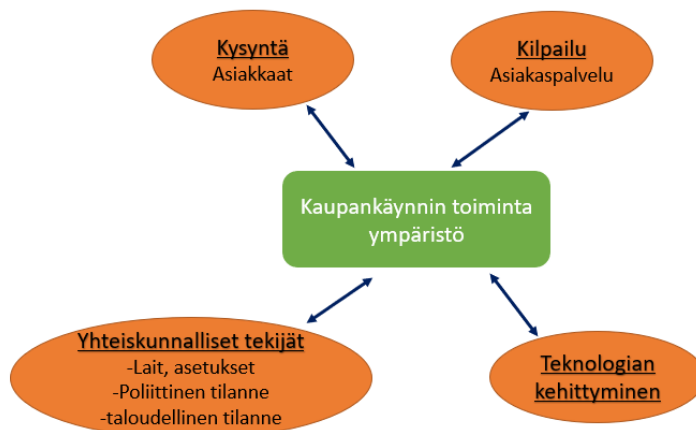 Kysyntä
Asiakkaat
Kilpailu
Asiakaspalvelu
Kaupankäynnin toiminta
ympäristö
Yhteiskunnalliset tekijät
-Lait, asetukset
-Poliittinen tilanne
-taloudellinen tilanne
Teknologian
kehittyminen